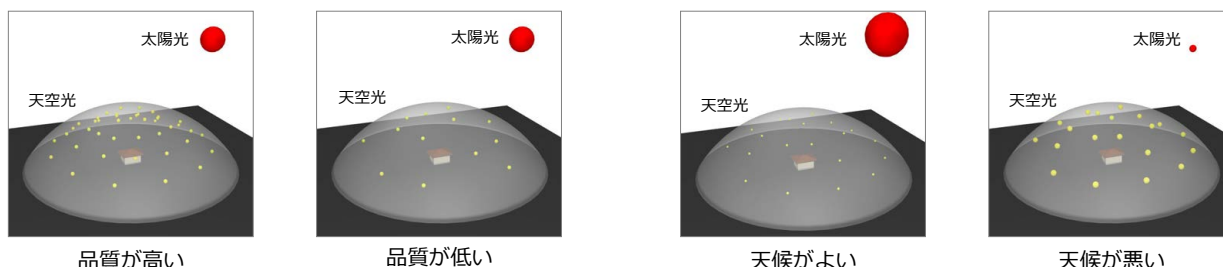 太陽光
天空光
品質が高い
太陽光
天空光
品質が低い
太陽光
天空光
天候がよい
太陽光
天空光
天候が悪い